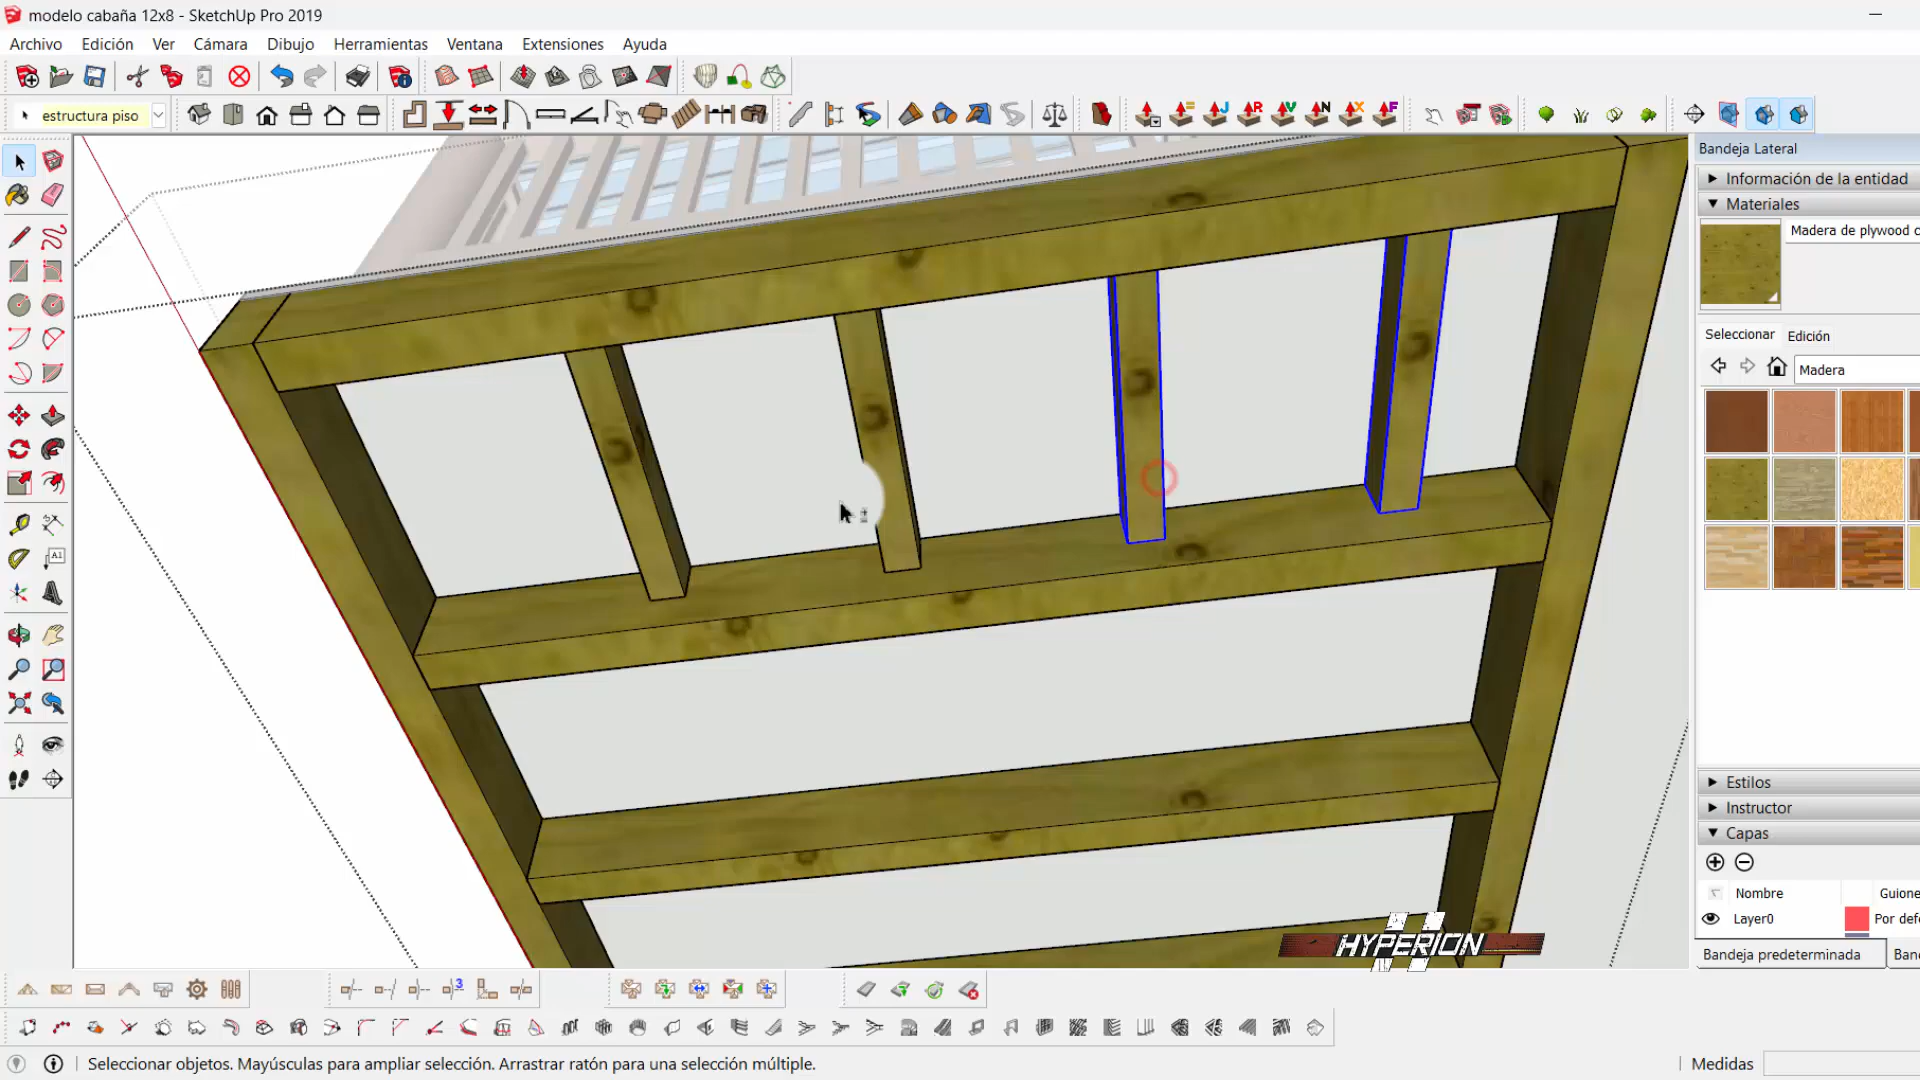 modelo cabaña 12x8 - SketchUp Pro 2019
Archivo Edición Ver Cámara Dibujo Herramientas Ventana Extensiones Ayuda
estructura piso
Bandeja Lateral
Información de la entidad
Materiales
Madera de plywood c
Seleccionar Edición
Madera
Estilos
Instructor
Capas
Nombre Guione
Layer0 Por defe
Bandeja predeterminada Ban
HYPERION
Seleccionar objetos. Mayúsculas para ampliar selección. Arrastrar ratón para una selección múltiple.
Medidas